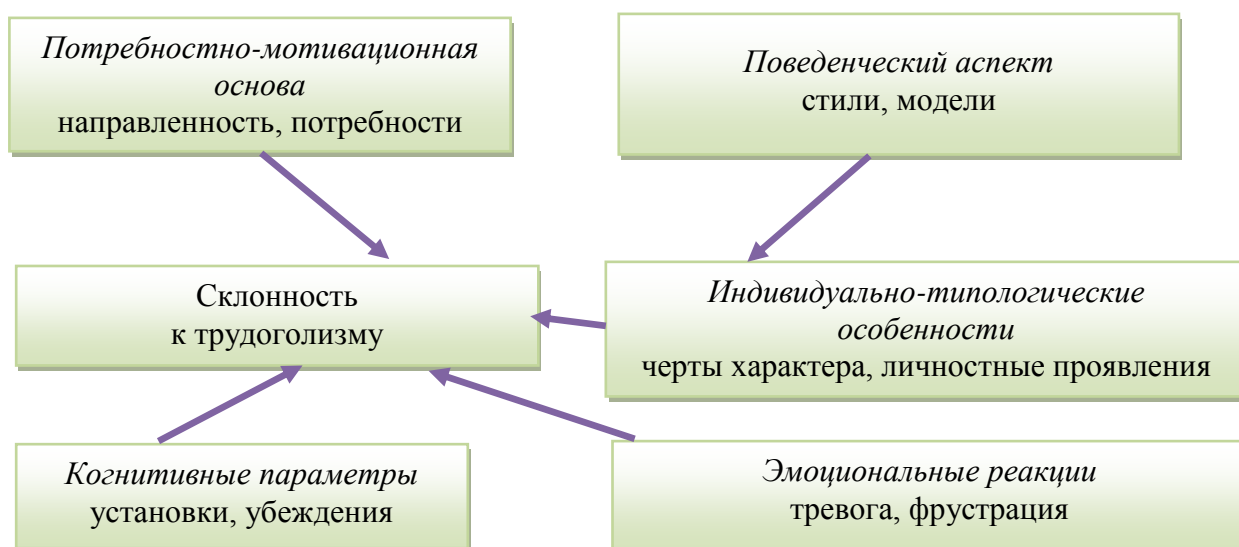 Потребностно-мотивационная
основа
направленность, потребности
Поведенческий аспект
стили, модели
Склонность
к трудоголизму
Индивидуально-типологические
особенности
черты характера, личностные проявления
Когнитивные параметры
установки, убеждения
Эмоциональные реакции
тревога, фрустрация